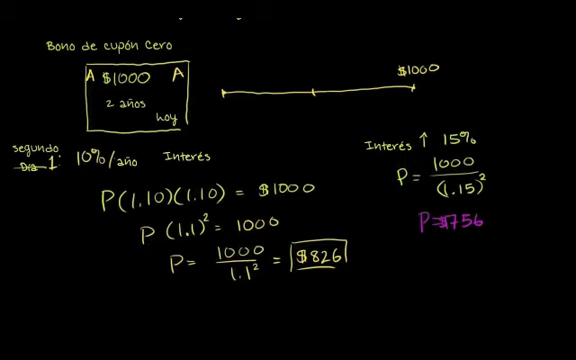 Bono de cupón Cero
A $1000 A
2 años
hoy
$1000
segundo
Día 1: 10%/año Interés
P(1.10)(1.10) = $1000
P(1.1)² = 1000
P = 1000 / 1.1² = $826
Interés ↑ 15%
P = 1000 / (1.15)²
P=$756